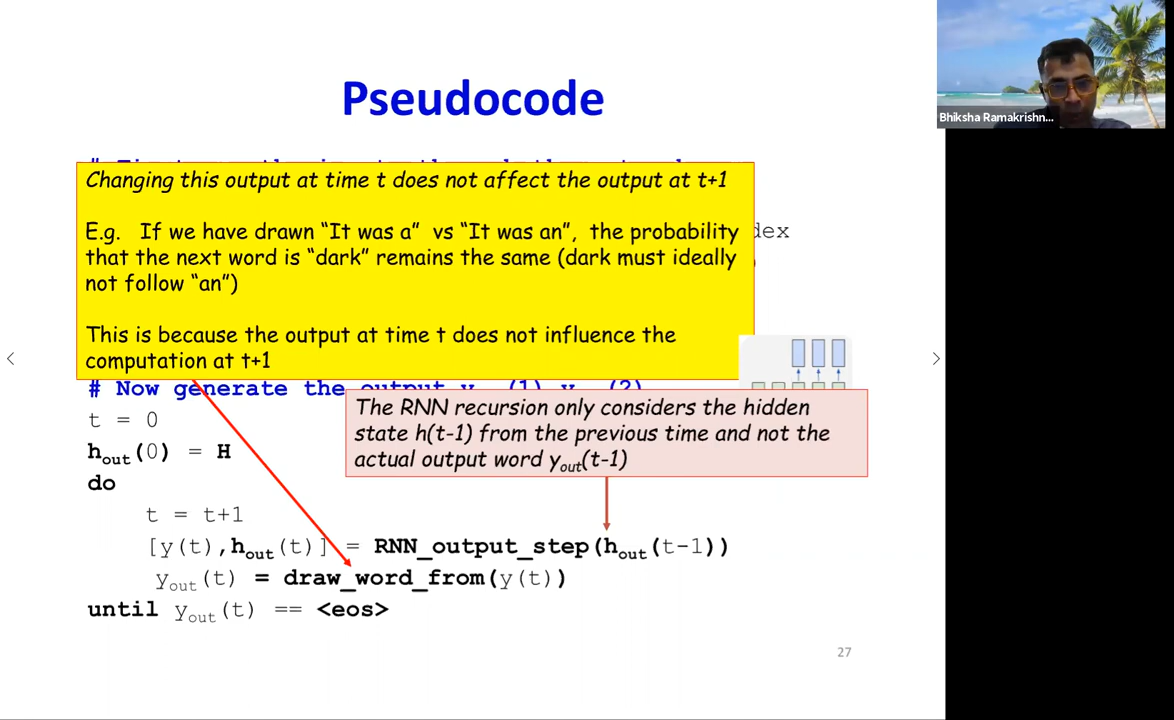 Bhiksha Ramakrishn...
Pseudocode
Changing this output at time t does not affect the output at t+1
E.g. If we have drawn “It was a” vs “It was an”, the probability
that the next word is “dark” remains the same (dark must ideally
not follow “an”)
This is because the output at time t does not influence the
computation at t+1
dex
# Now generate the output
The RNN recursion only considers the hidden
state h(t-1) from the previous time and not the
actual output word yout(t-1)
t = 0
hout(0) = H
do
t = t+1
[y(t),hout(t)] = RNN_output_step(hout(t-1))
yout(t) = draw_word_from(y(t))
until yout(t) == <eos>
27